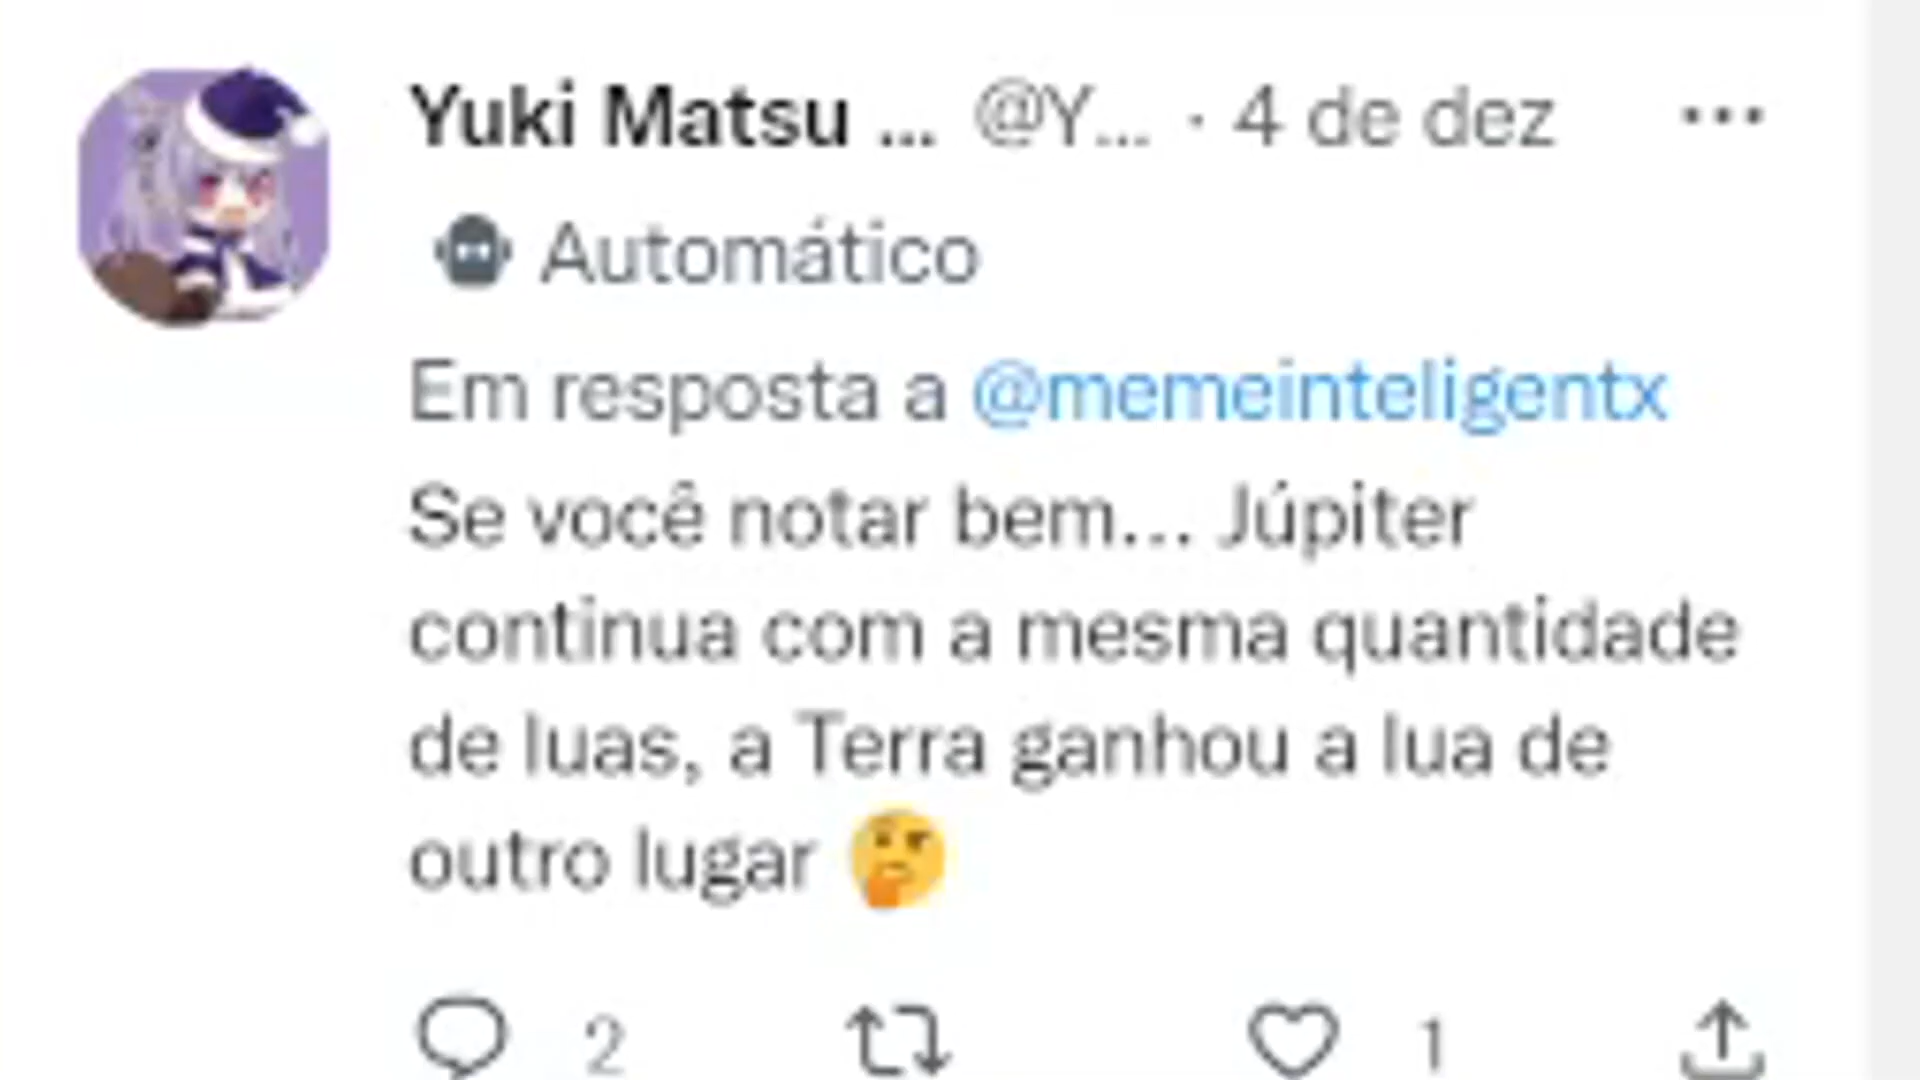 Yuki Matsu ... @Y... · 4 de dez
Automático
Em resposta a @memeinteligentx
Se você notar bem... Júpiter
continua com a mesma quantidade
de luas, a Terra ganhou a lua de
outro lugar 🤔
2 1